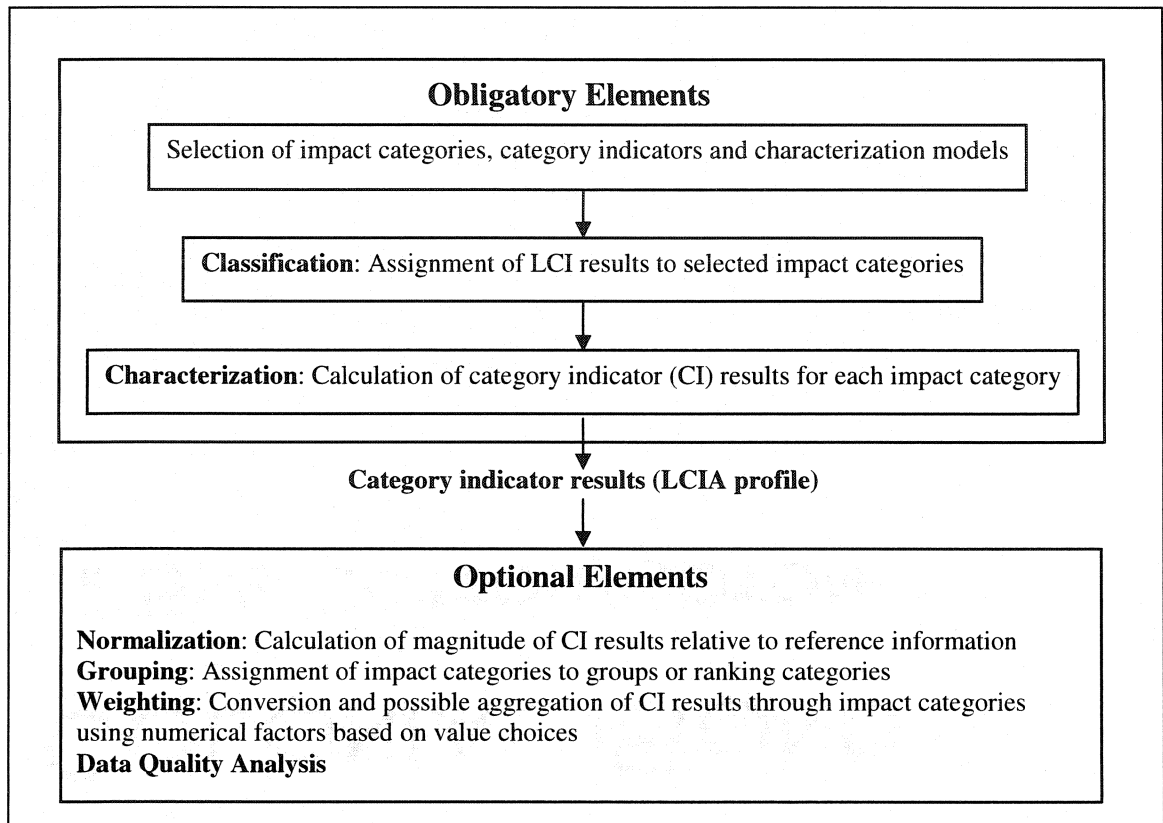 Obligatory Elements
Selection of impact categories, category indicators and characterization models
Classification: Assignment of LCI results to selected impact categories
Characterization: Calculation of category indicator (CI) results for each impact category
Category indicator results (LCIA profile)
Optional Elements
Normalization: Calculation of magnitude of CI results relative to reference information
Grouping: Assignment of impact categories to groups or ranking categories
Weighting: Conversion and possible aggregation of CI results through impact categories
using numerical factors based on value choices
Data Quality Analysis